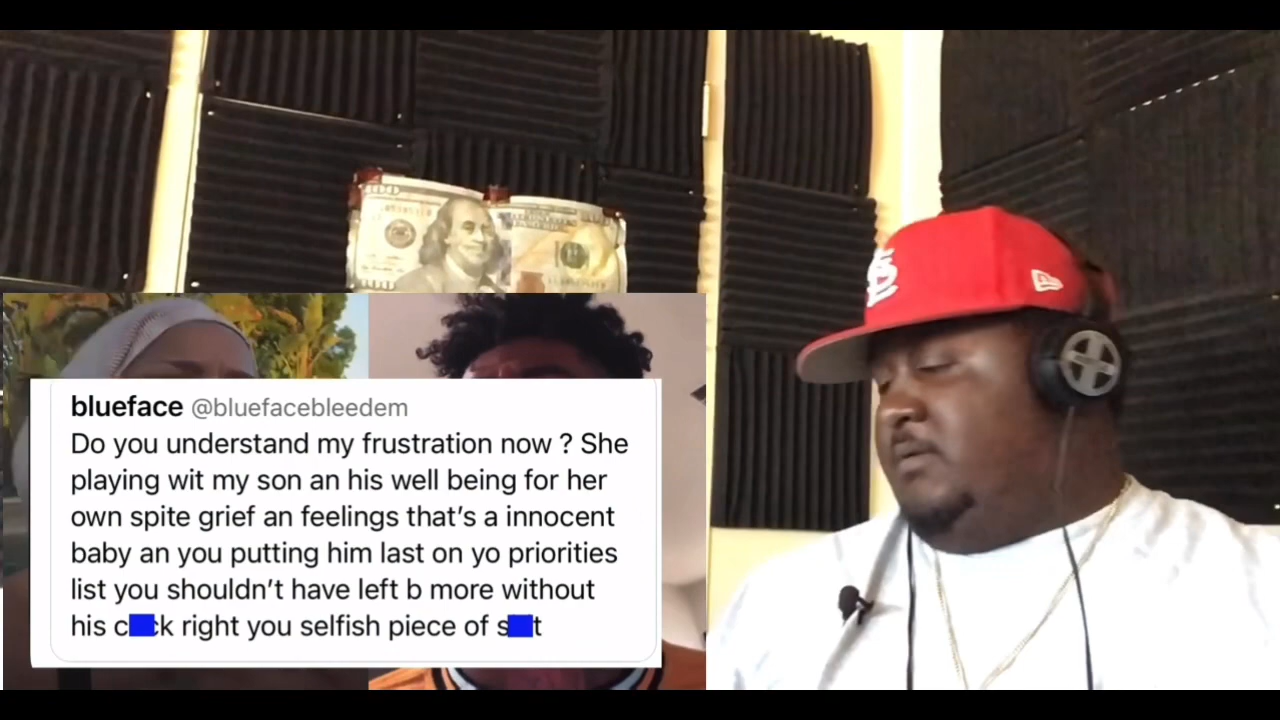 blueface @bluefacebleedem
Do you understand my frustration now ? She
playing wit my son an his well being for her
own spite grief an feelings that's a innocent
baby an you putting him last on yo priorities
list you shouldn't have left b more without
his c k right you selfish piece of s t